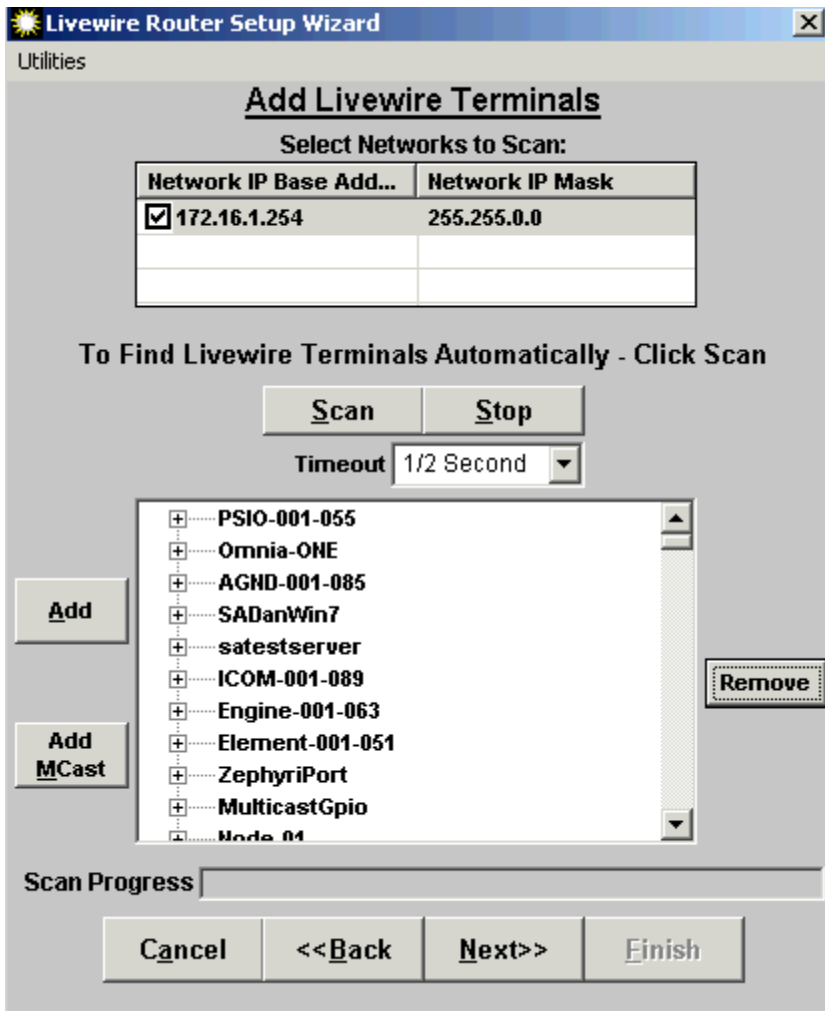 Livewire Router Setup Wizard
Utilities
Add Livewire Terminals
Select Networks to Scan:
Network IP Base Add... Network IP Mask
172.16.1.254 255.255.0.0
To Find Livewire Terminals Automatically - Click Scan
Scan Stop
Timeout 1/2 Second
PSIO-001-055
Omnia-ONE
AGND-001-085
SADanWin7
satestserver
ICOM-001-089
Engine-001-063
Element-001-051
ZephyriPort
MulticastGpio
Node-01
Add
Add
MCast
Remove
Scan Progress
Cancel <<Back Next>> Finish